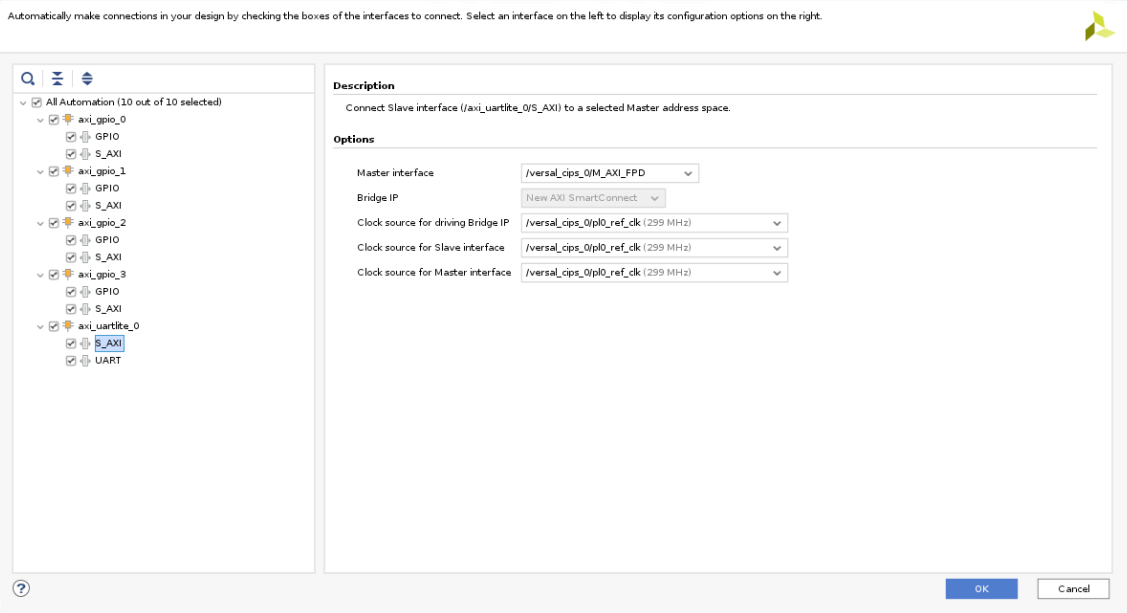 Automatically make connections in your design by checking the boxes of the interfaces to connect. Select an interface on the left to display its configuration options on the right.
All Automation (10 out of 10 selected)
axi_gpio_0
GPIO
S_AXI
axi_gpio_1
GPIO
S_AXI
axi_gpio_2
GPIO
S_AXI
axi_gpio_3
GPIO
S_AXI
axi_uartlite_0
S_AXI
UART
Description
Connect Slave interface (/axi_uartlite_0/S_AXI) to a selected Master address space.
Options
Master interface /versal_cips_0/M_AXI_FPD
Bridge IP New AXI SmartConnect
Clock source for driving Bridge IP /versal_cips_0/pl0_ref_clk (299 MHz)
Clock source for Slave interface /versal_cips_0/pl0_ref_clk (299 MHz)
Clock source for Master interface /versal_cips_0/pl0_ref_clk (299 MHz)
?
OK Cancel